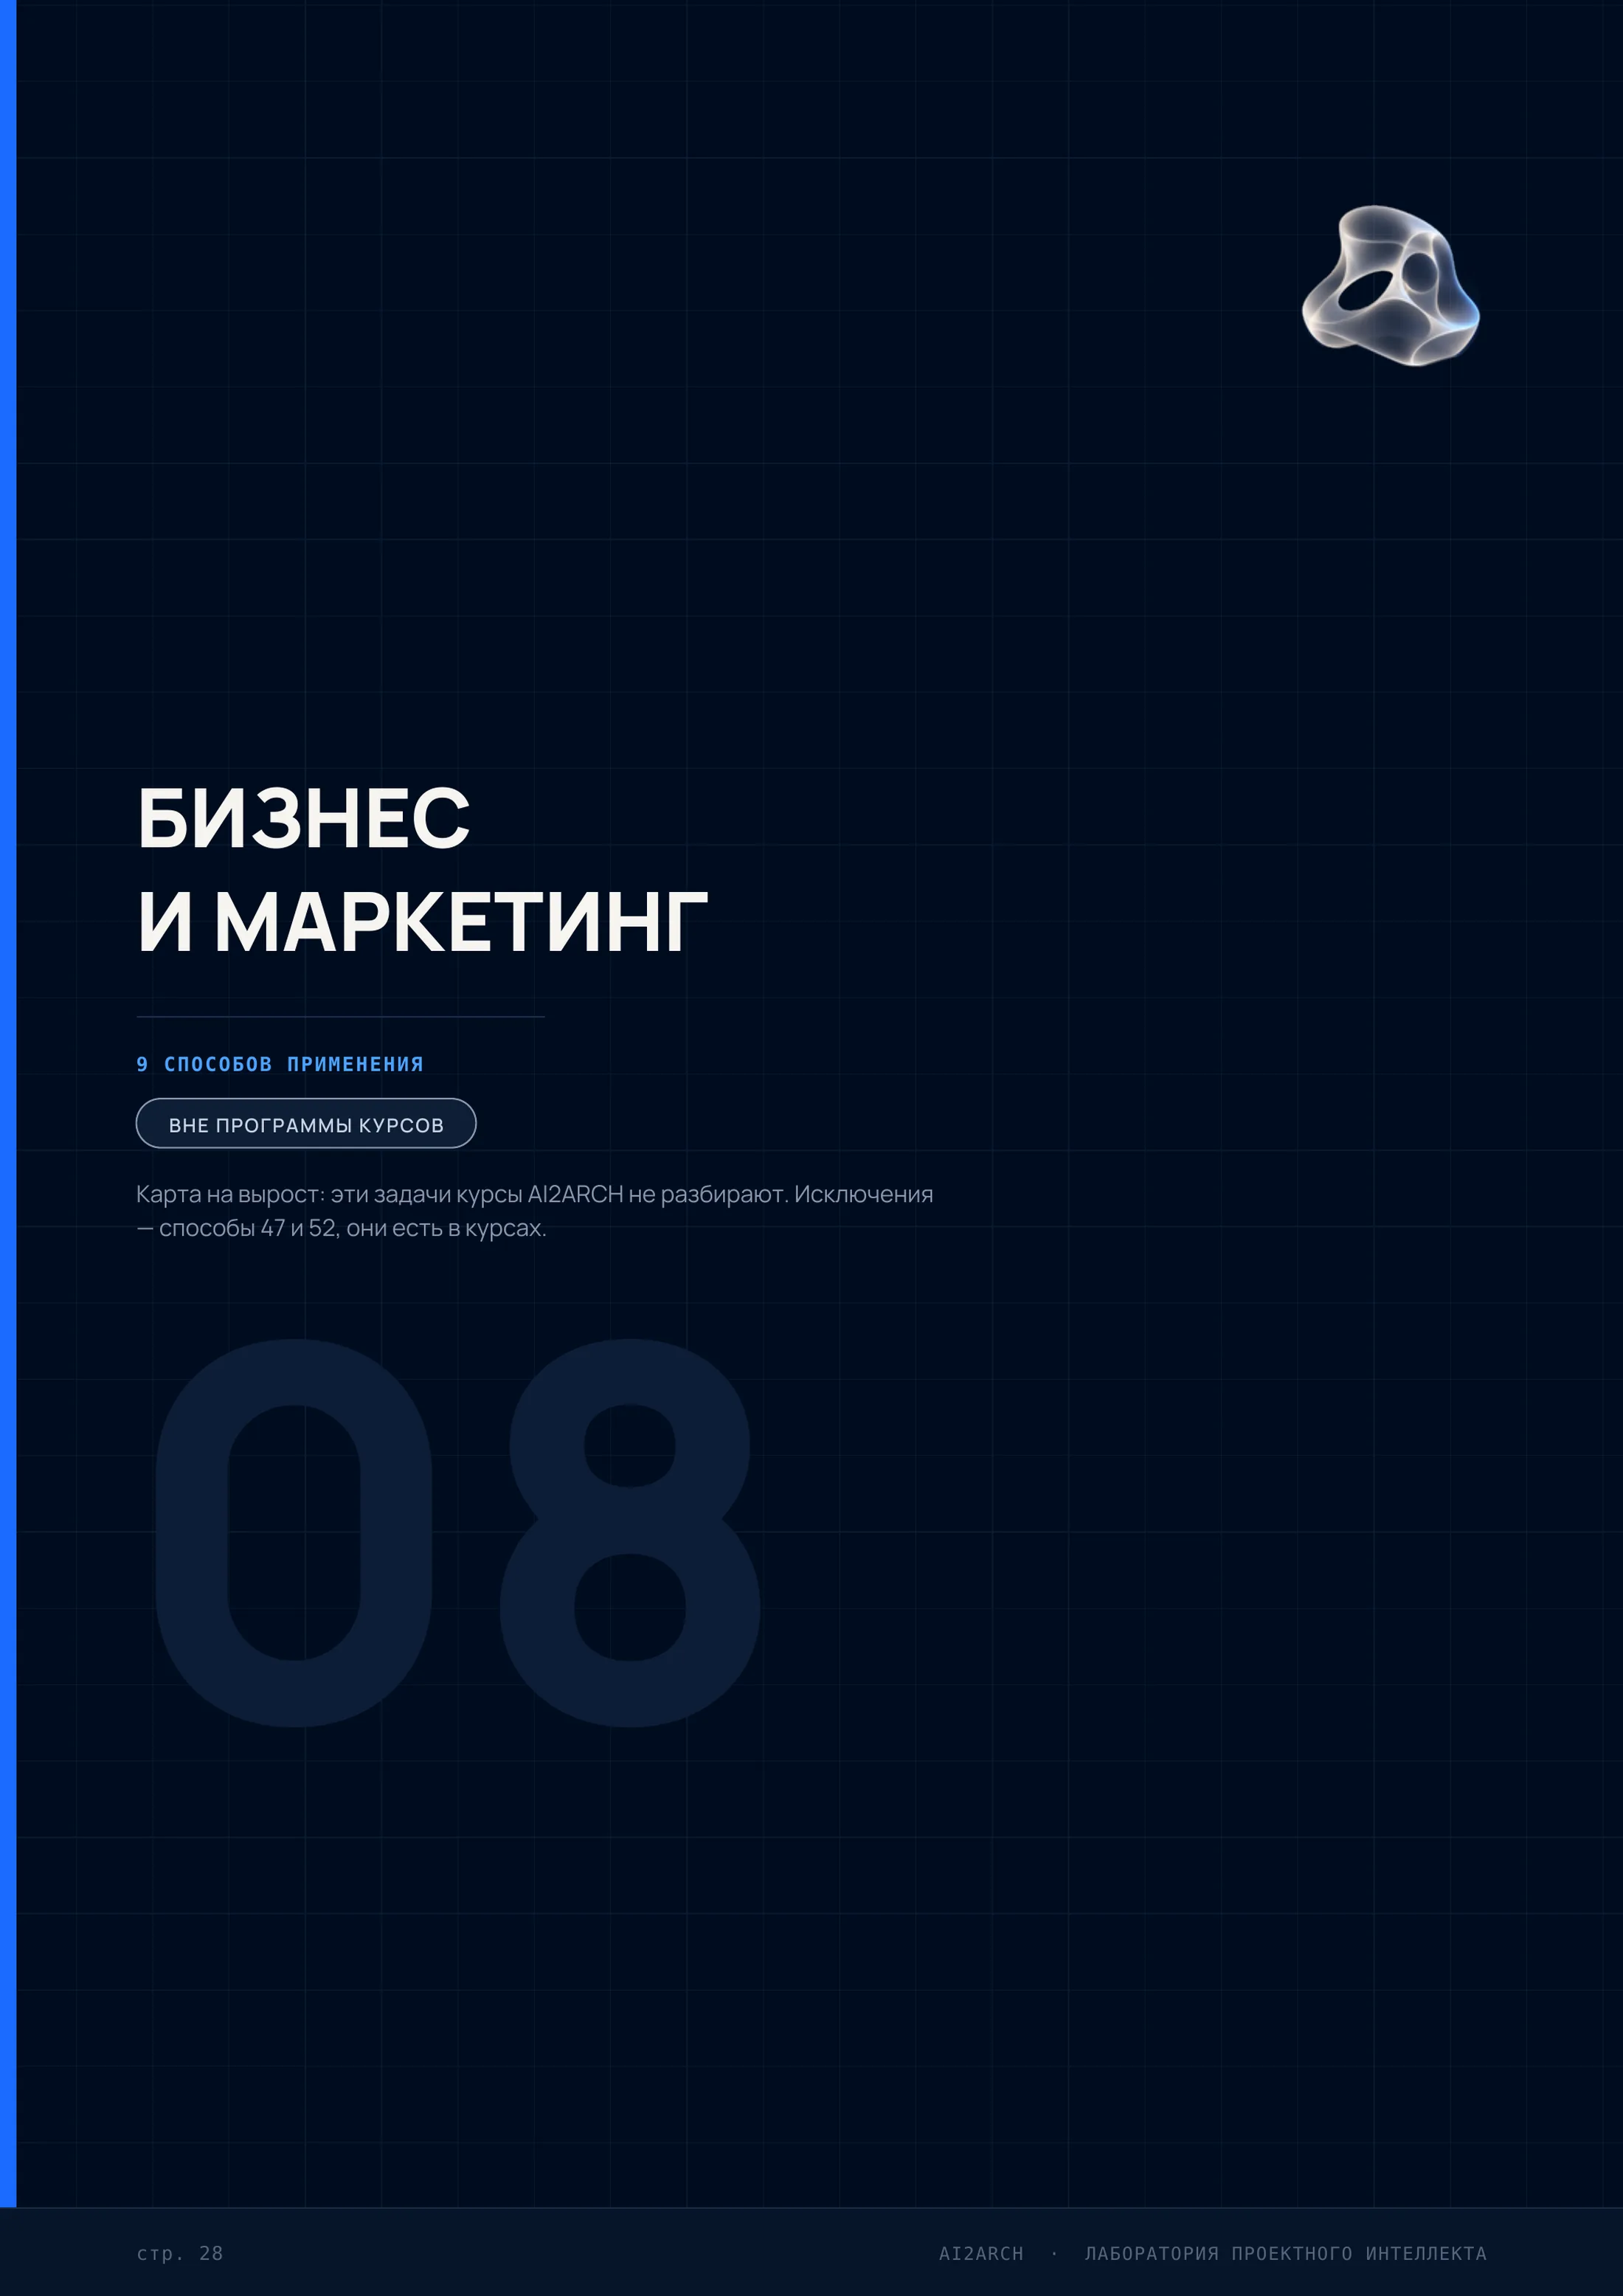 БИЗНЕС
И МАРКЕТИНГ
9 СПОСОБОВ ПРИМЕНЕНИЯ
ВНЕ ПРОГРАММЫ КУРСОВ
Карта на вырост: эти задачи курсы AI2ARCH не разбирают. Исключения
— способы 47 и 52, они есть в курсах.
08
стр. 28
AI2ARCH · ЛАБОРАТОРИЯ ПРОЕКТНОГО ИНТЕЛЛЕКТА